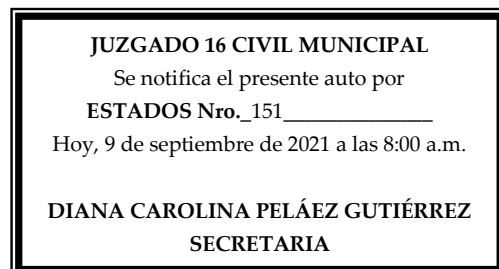 JUZGADO 16 CIVIL MUNICIPAL
Se notifica el presente auto por
ESTADOS Nro._151______________
Hoy, 9 de septiembre de 2021 a las 8:00 a.m.
DIANA CAROLINA PELÁEZ GUTIÉRREZ
SECRETARIA